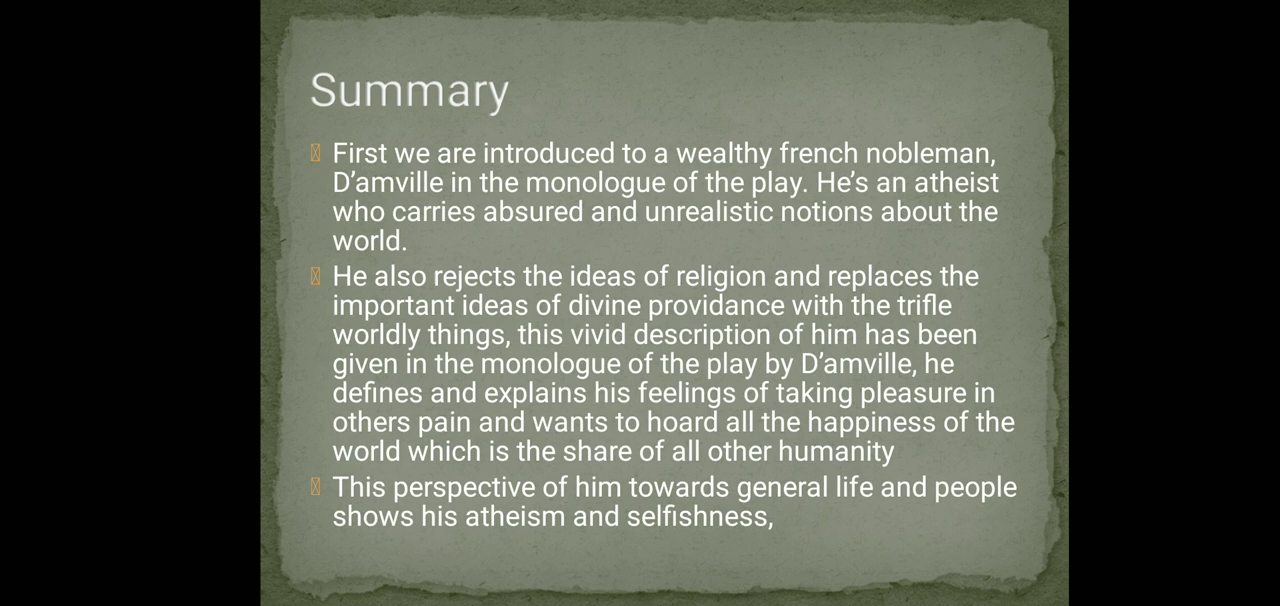 Summary
First we are introduced to a wealthy french nobleman,
D’amville in the monologue of the play. He’s an atheist
who carries absured and unrealistic notions about the
world.
He also rejects the ideas of religion and replaces the
important ideas of divine providance with the trifle
worldly things, this vivid description of him has been
given in the monologue of the play by D’amville, he
defines and explains his feelings of taking pleasure in
others pain and wants to hoard all the happiness of the
world which is the share of all other humanity
This perspective of him towards general life and people
shows his atheism and selfishness,